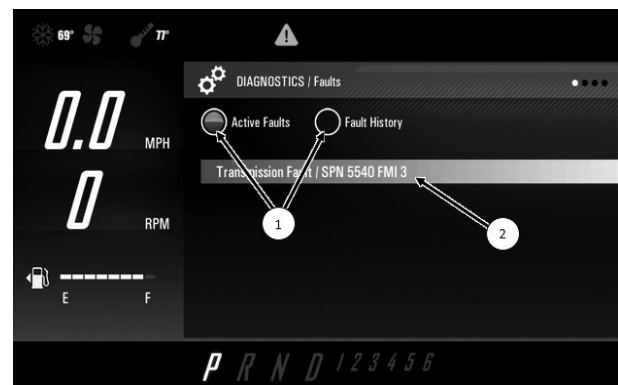 69° 77°
DIAGNOSTICS / Faults
Active Faults Fault History
0.0 MPH
Transmission Fault / SPN 5540 FMI 3
1
2
0 RPM
E F
P R N D 1 2 3 4 5 6